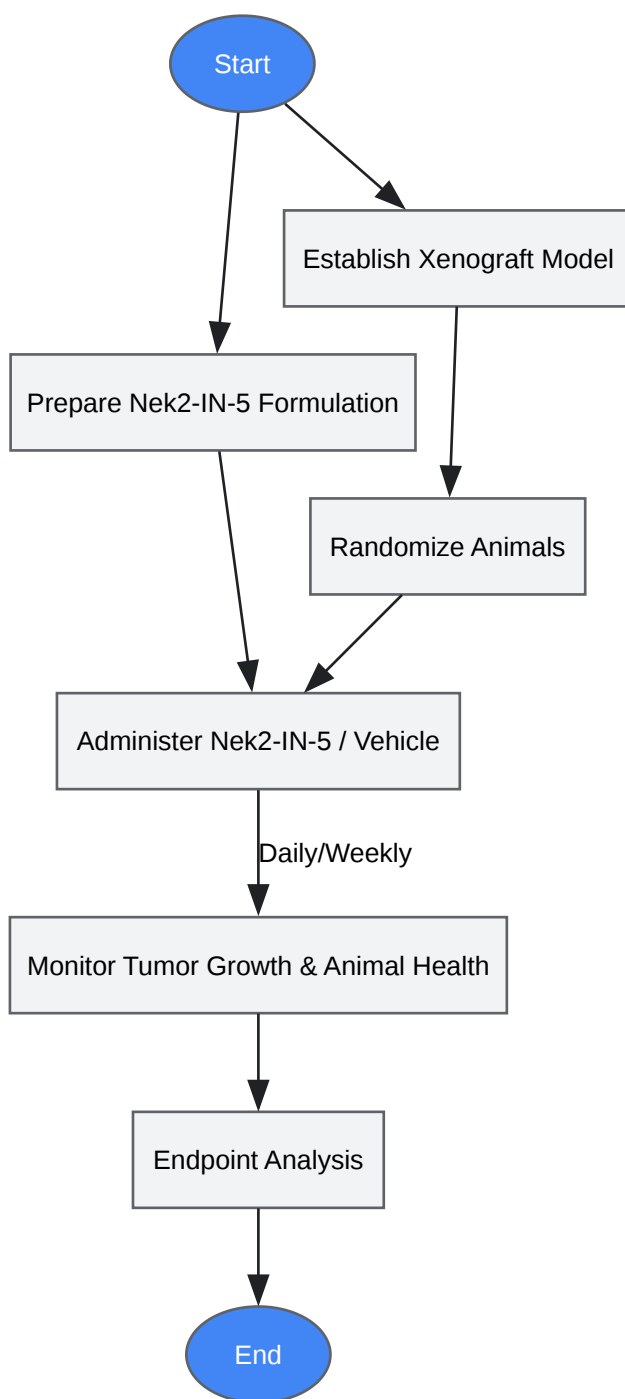 Start
Establish Xenograft Model
Prepare Nek2-IN-5 Formulation
Randomize Animals
Administer Nek2-IN-5 / Vehicle
Daily/Weekly
Monitor Tumor Growth & Animal Health
Endpoint Analysis
End